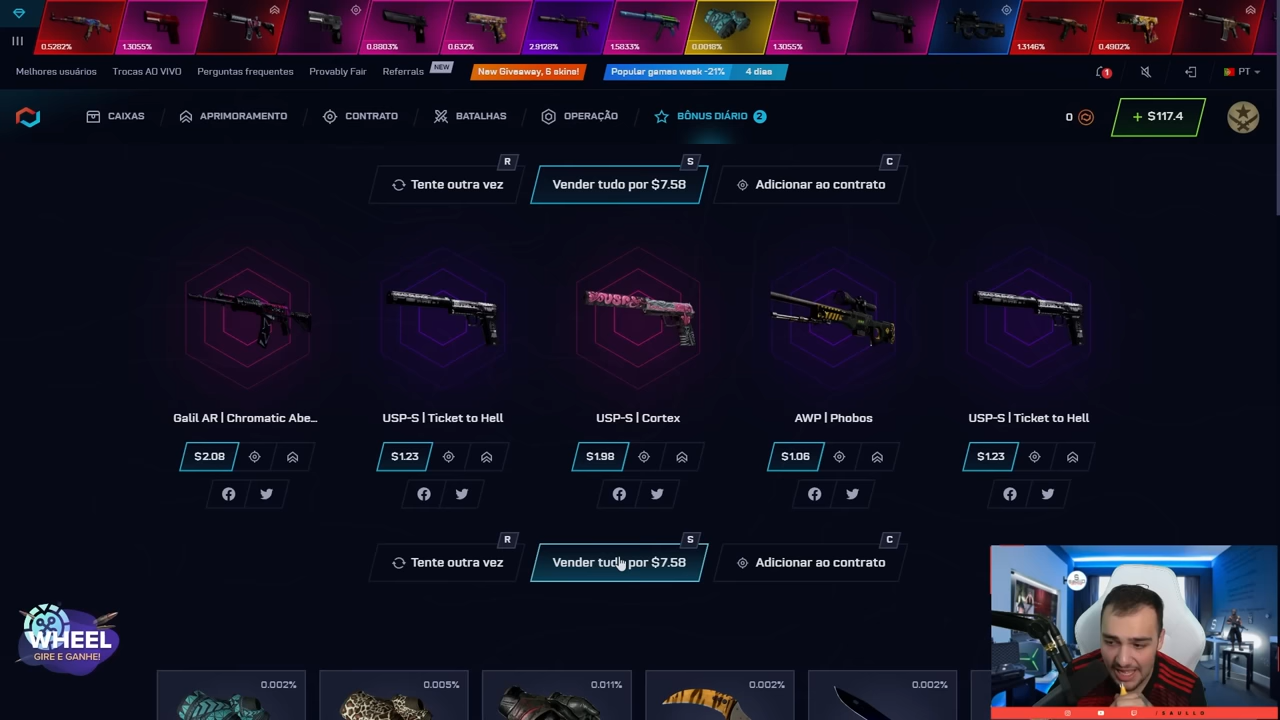 0.5282%
1.3055%
0.8803%
0.632%
2.9128%
1.5833%
0.0018%
1.3055%
1.3146%
0.4902%
Melhores usuários
Trocas AO VIVO
Perguntas frequentes
Provably Fair
Referrals
NEW
New Giveaway, 6 skins!
Popular games week -21%
4 dias
1
PT
CAIXAS
APRIMORAMENTO
CONTRATO
BATALHAS
OPERAÇÃO
BÔNUS DIÁRIO 2
0
+ $117.4
R
S
C
Tente outra vez
Vender tudo por $7.58
Adicionar ao contrato
Galil AR | Chromatic Abe...
USP-S | Ticket to Hell
USP-S | Cortex
AWP | Phobos
USP-S | Ticket to Hell
$2.08
$1.23
$1.98
$1.06
$1.23
R
S
C
Tente outra vez
Vender tudo por $7.58
Adicionar ao contrato
WHEEL
GIRE E GANHE!
0.002%
0.005%
0.011%
0.002%
0.002%